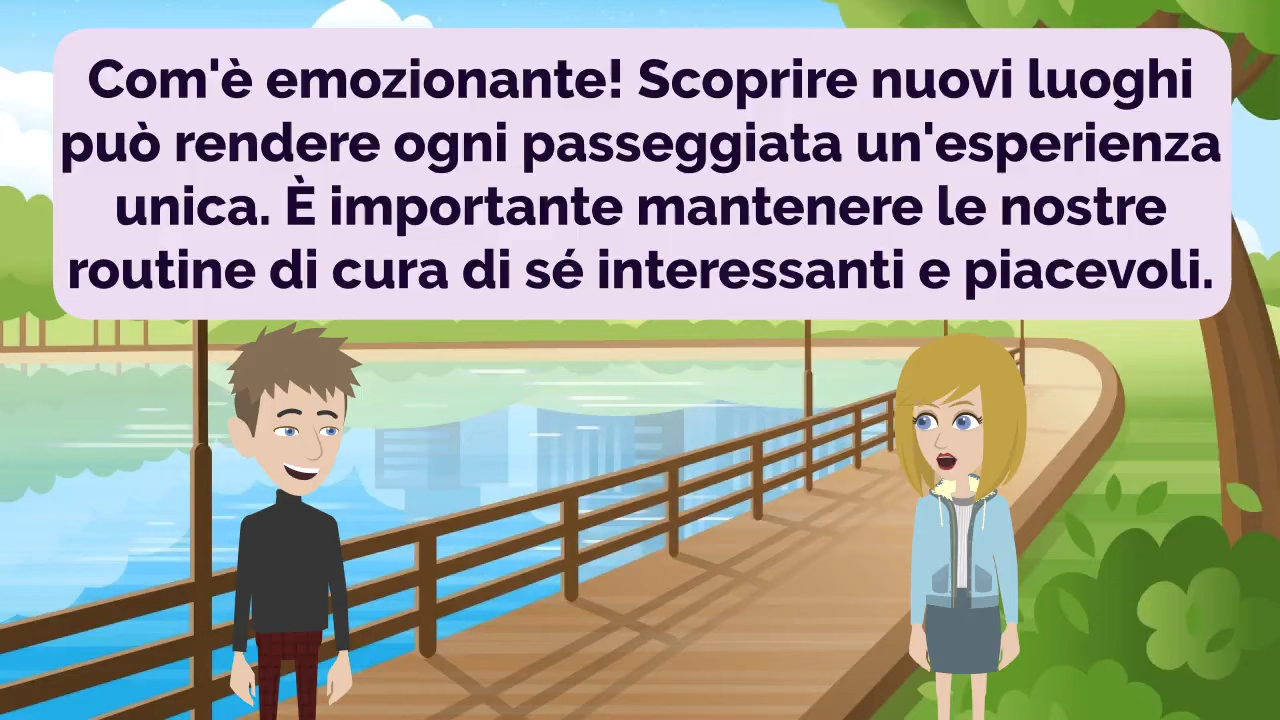 Com'è emozionante! Scoprire nuovi luoghi
può rendere ogni passeggiata un'esperienza
unica. È importante mantenere le nostre
routine di cura di sé interessanti e piacevoli.